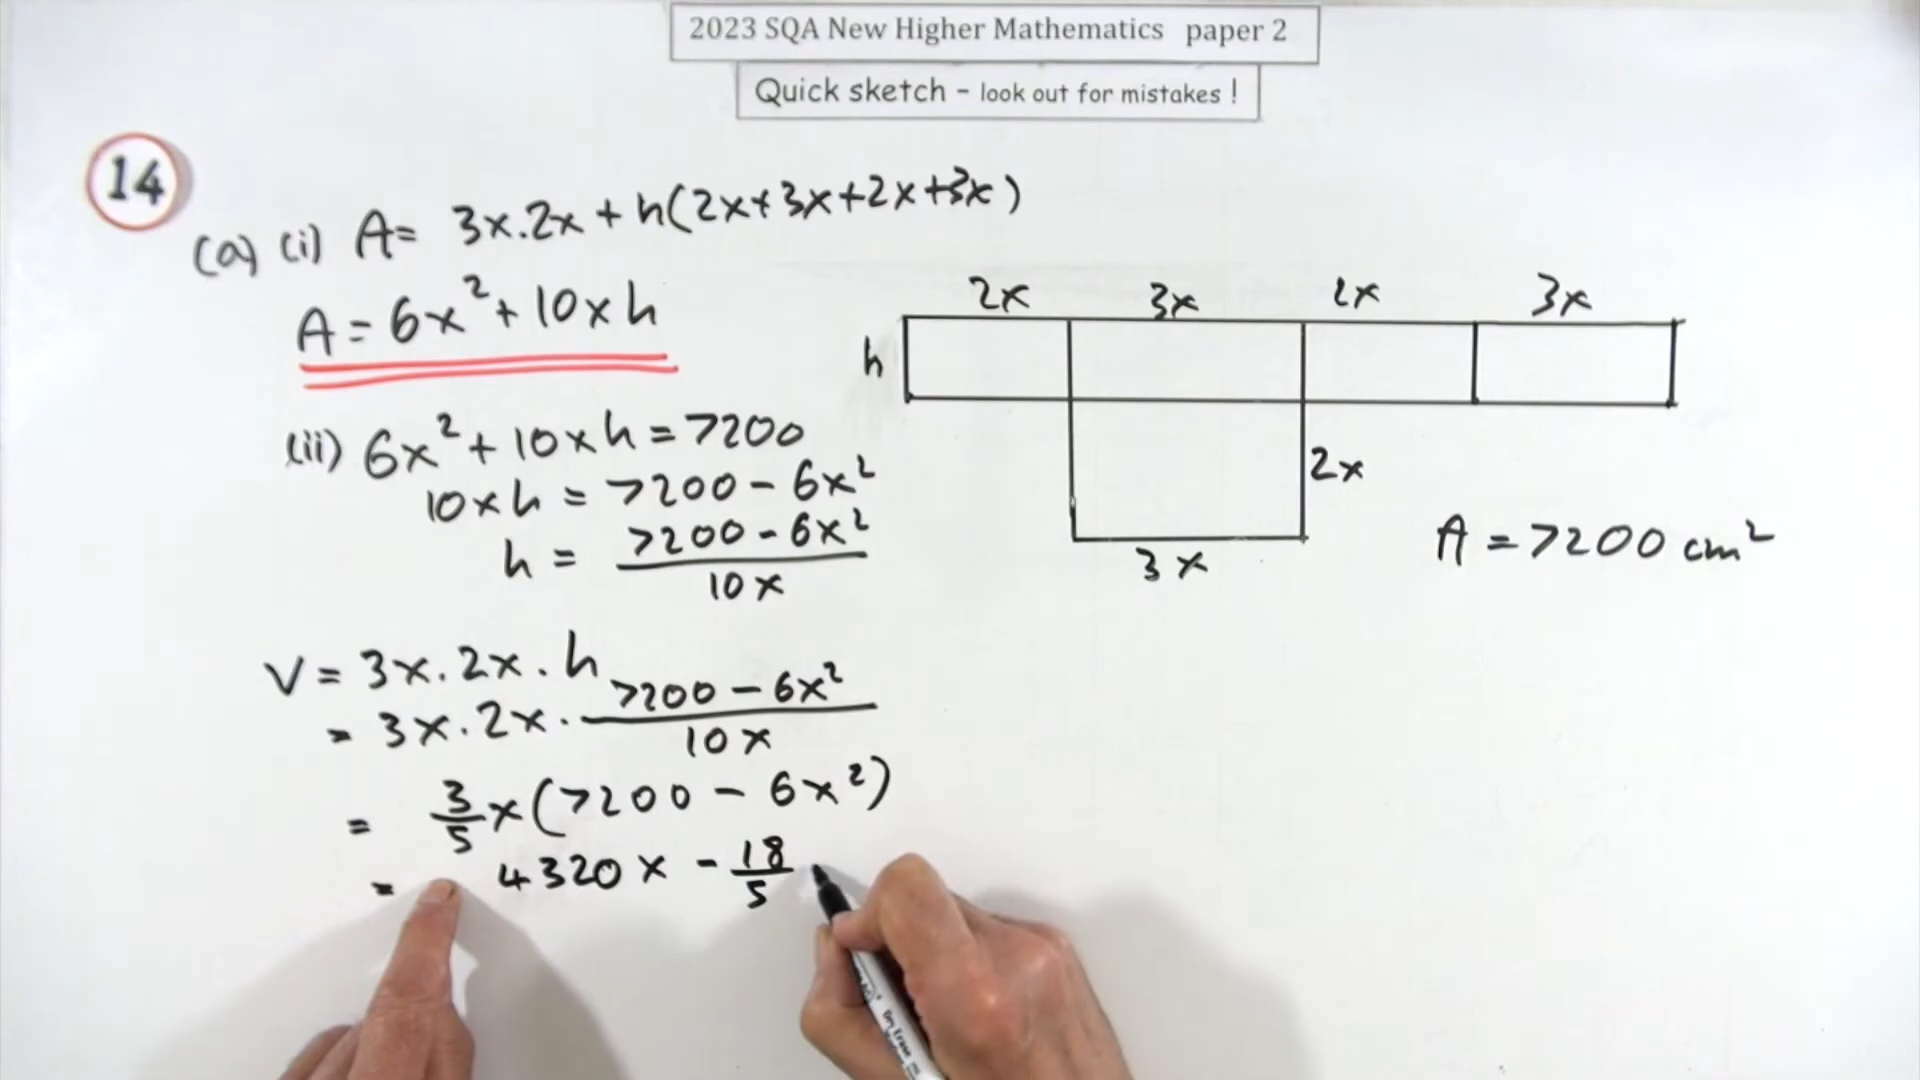 2023 SQA New Higher Mathematics paper 2
Quick sketch - look out for mistakes !
14
(a) (i) A = 3x.2x + h(2x+3x+2x+3x)
A = 6x² + 10xh
2x 3x 2x 3x
h
(ii) 6x² + 10xh = 7200
10xh = 7200 - 6x²
2x
h = (7200 - 6x²)/(10x)
3x
A = 7200 cm²
V = 3x.2x.h
= 3x.2x.(7200 - 6x²)/(10x)
= 3/5 x(7200 - 6x²)
= 4320x - 18/5